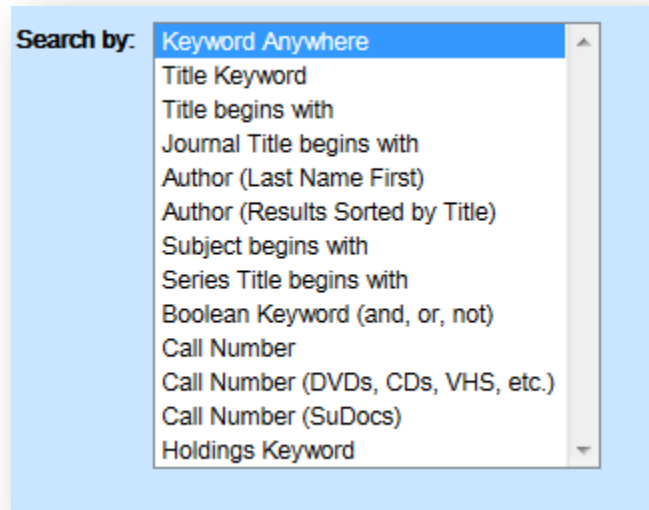 Search by: Keyword Anywhere
Title Keyword
Title begins with
Journal Title begins with
Author (Last Name First)
Author (Results Sorted by Title)
Subject begins with
Series Title begins with
Boolean Keyword (and, or, not)
Call Number
Call Number (DVDs, CDs, VHS, etc.)
Call Number (SuDocs)
Holdings Keyword